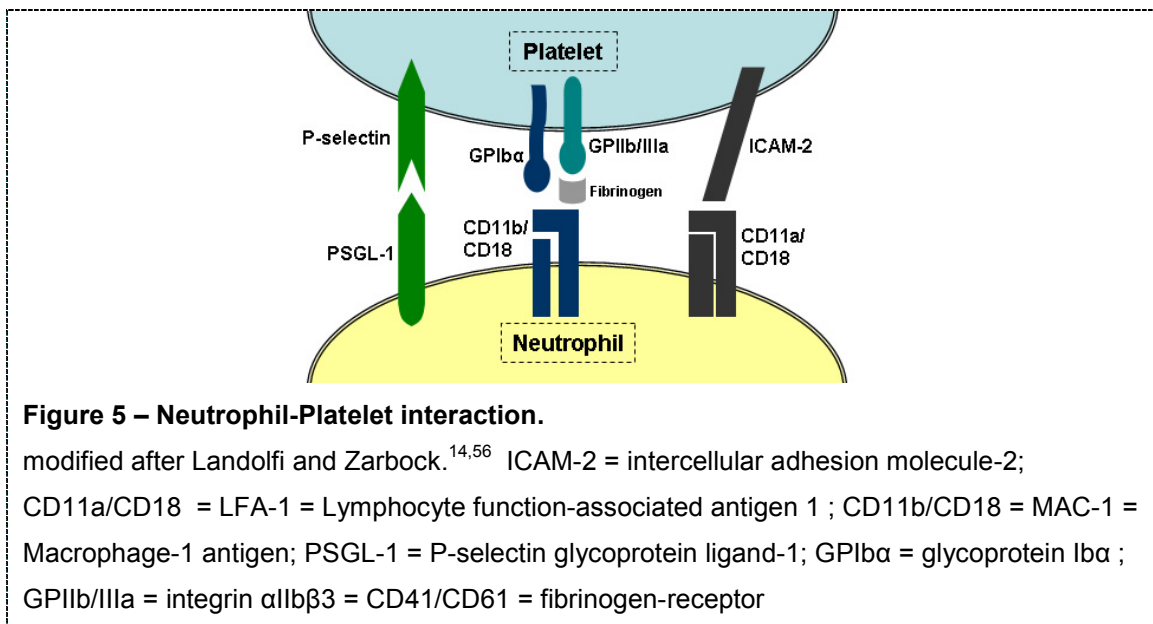 Platelet
P-selectin
GPIbα
GPIIb/IIIa
ICAM-2
Fibrinogen
CD11b/
CD18
CD11a/
CD18
PSGL-1
Neutrophil
Figure 5 – Neutrophil-Platelet interaction.
modified after Landolfi and Zarbock.14,56 ICAM-2 = intercellular adhesion molecule-2;
CD11a/CD18 = LFA-1 = Lymphocyte function-associated antigen 1 ; CD11b/CD18 = MAC-1 =
Macrophage-1 antigen; PSGL-1 = P-selectin glycoprotein ligand-1; GPIbα = glycoprotein Ibα ;
GPIIb/IIIa = integrin αIIbβ3 = CD41/CD61 = fibrinogen-receptor